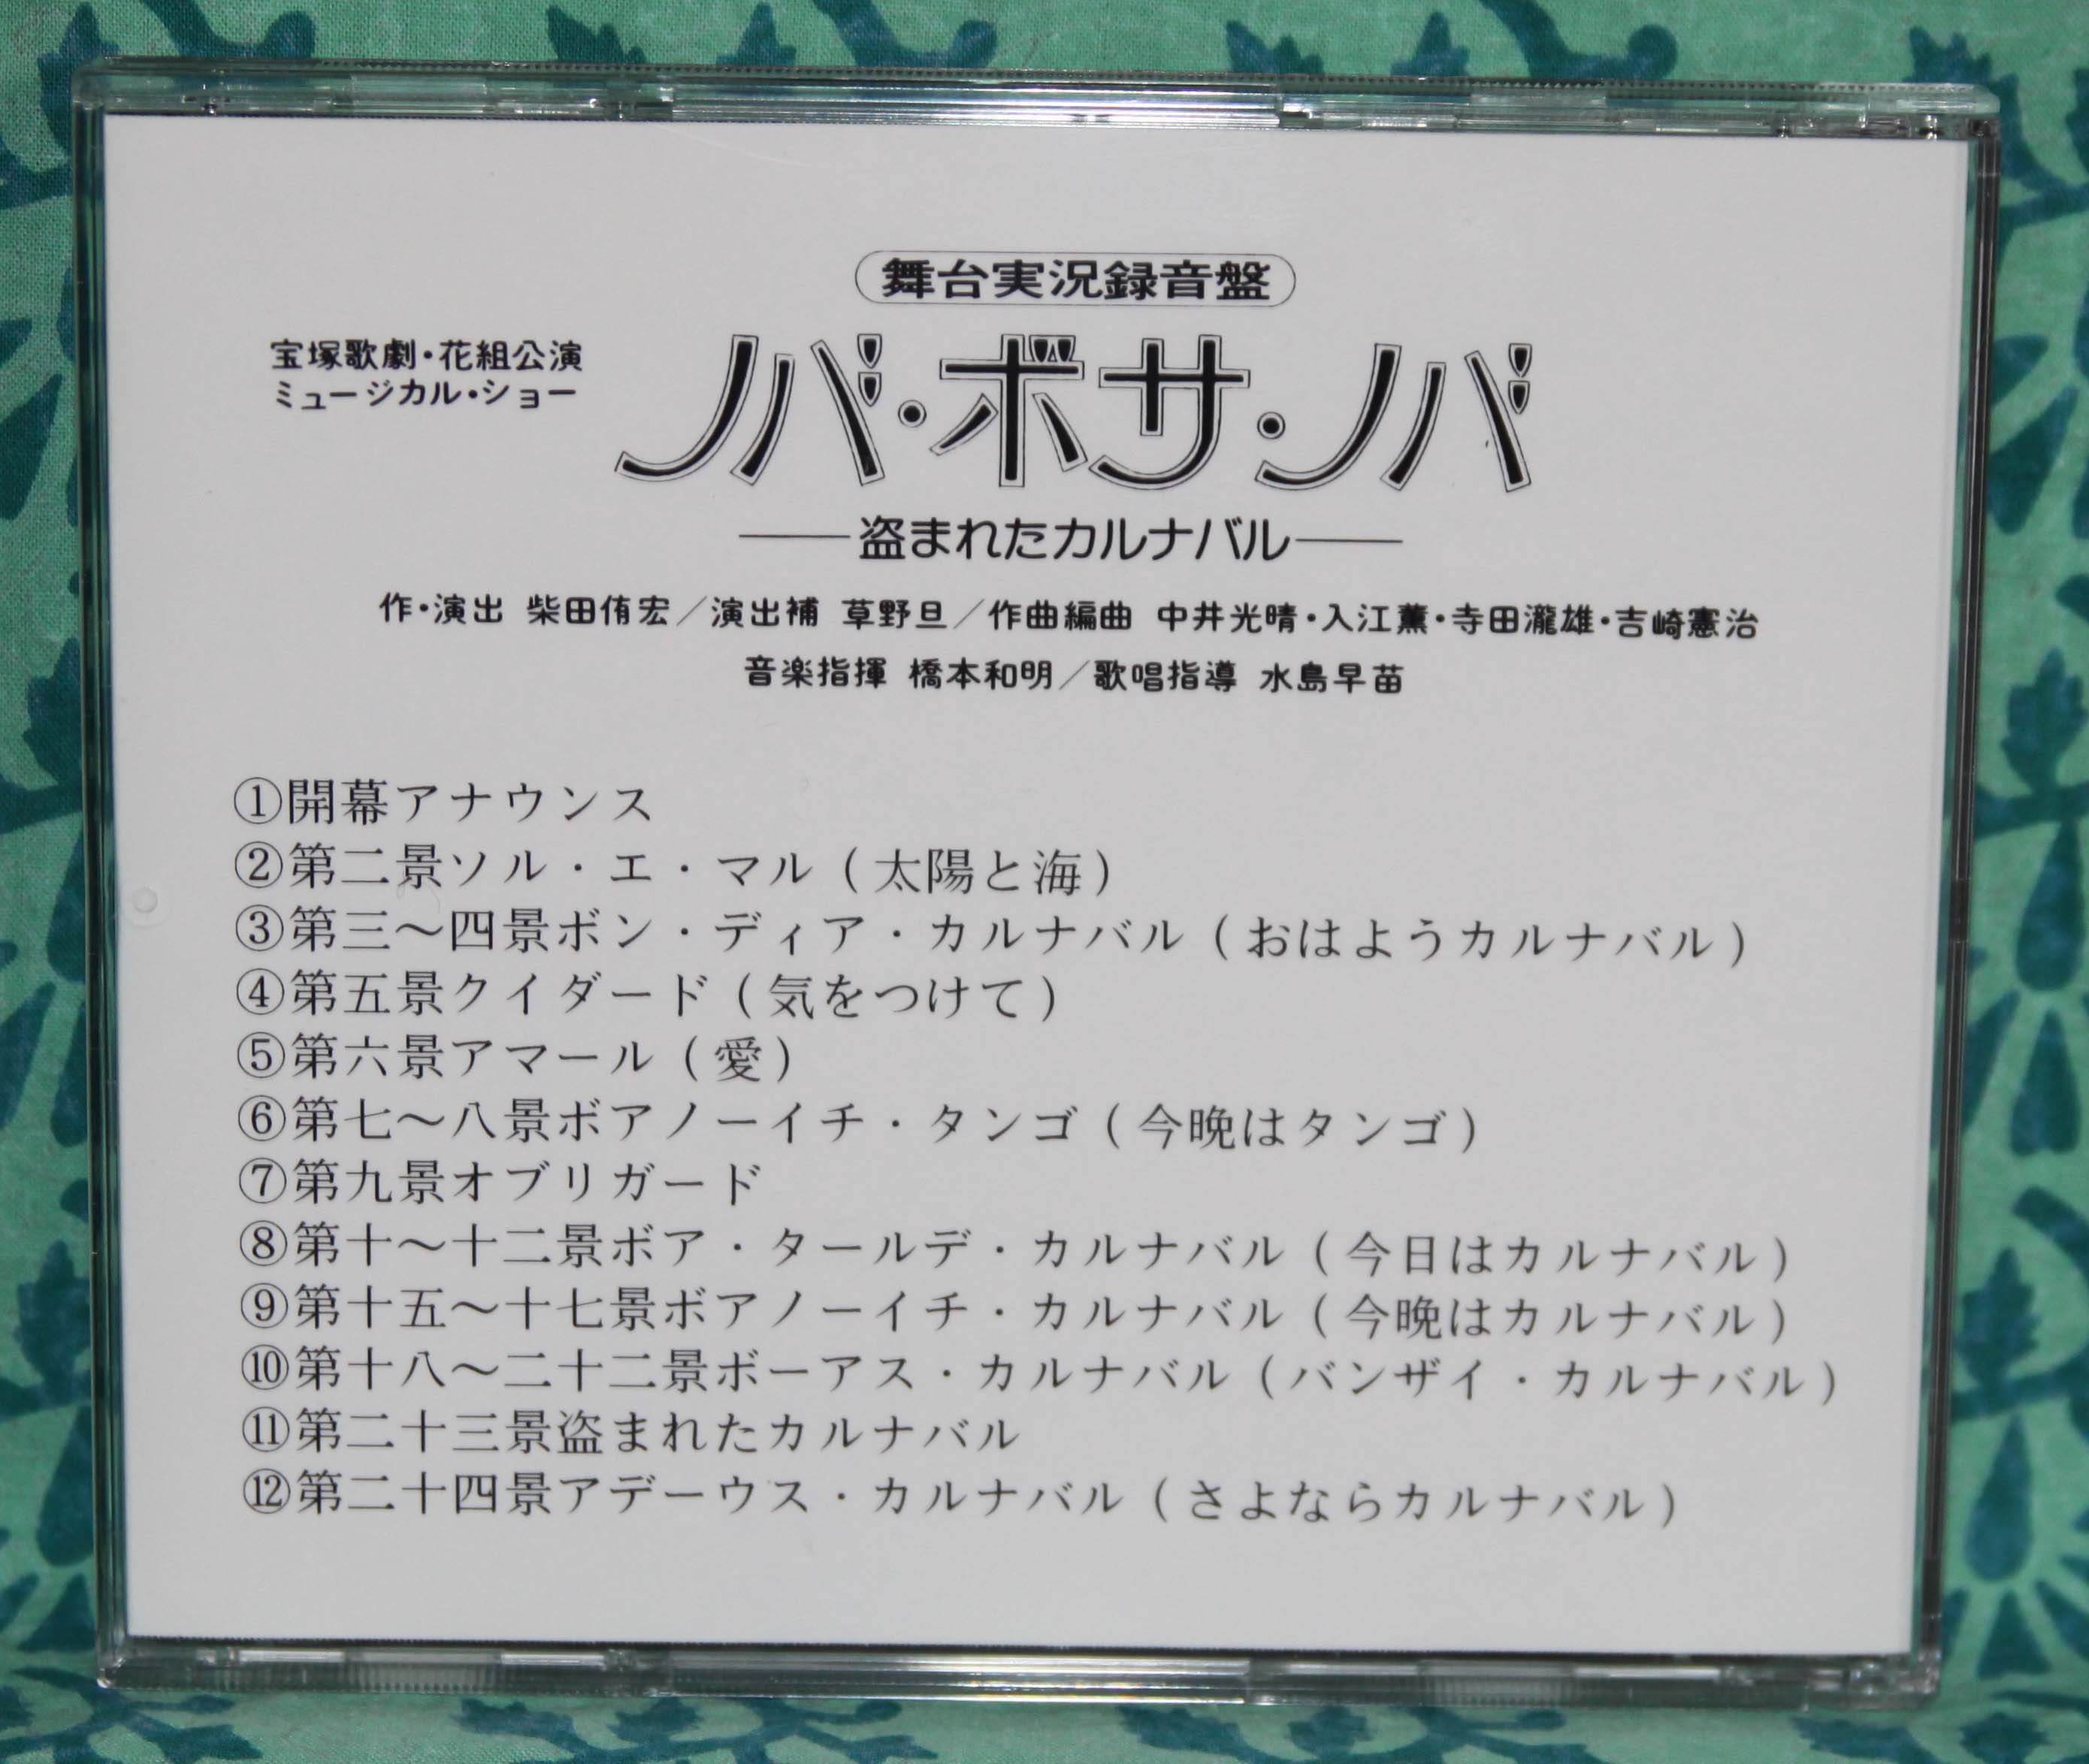 舞台実況録音盤
宝塚歌劇・花組公演
ミュージカル・ショー
ノバ・ボサ・ノバ
——盗まれたカルナバル——
作・演出 柴田侑宏／演出補 草野旦／作曲編曲 中井光晴・入江薫・寺田瀧雄・吉崎憲治
音楽指揮 橋本和明／歌唱指導 水島早苗
①開幕アナウンス
②第二景ソル・エ・マル(太陽と海)
③第三〜四景ボン・ディア・カルナバル(おはようカルナバル)
④第五景クイダード(気をつけて)
⑤第六景アマール(愛)
⑥第七〜八景ボアノーイチ・タンゴ(今晩はタンゴ)
⑦第九景オブリガード
⑧第十〜十二景ボア・タールデ・カルナバル(今日はカルナバル)
⑨第十五〜十七景ボアノーイチ・カルナバル(今晩はカルナバル)
⑩第十八〜二十二景ボーアス・カルナバル(バンザイ・カルナバル)
⑪第二十三景盗まれたカルナバル
⑫第二十四景アデーウス・カルナバル(さよならカルナバル)